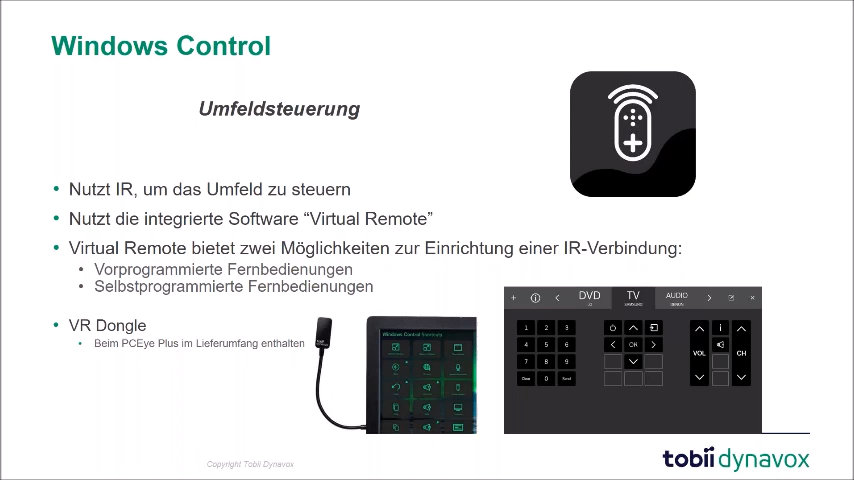 Windows Control
Umfeldsteuerung
• Nutzt IR, um das Umfeld zu steuern
• Nutzt die integrierte Software “Virtual Remote”
• Virtual Remote bietet zwei Möglichkeiten zur Einrichtung einer IR-Verbindung:
• Vorprogrammierte Fernbedienungen
• Selbstprogrammierte Fernbedienungen
• VR Dongle
• Beim PCEye Plus im Lieferumfang enthalten
Windows Control
DVD TV AUDIO
SAMSUNG DENON
1 2 3
4 5 6 OK VOL CH
7 8 9
Clear 0 Send
Copyright Tobii Dynavox
tobii dynavox